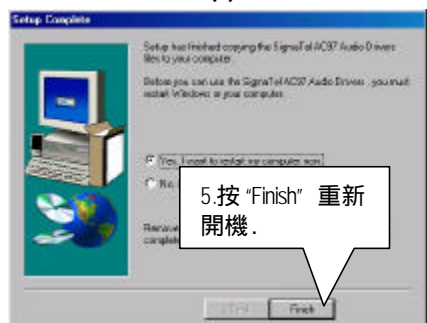 Setup Complete
Setup has finished copying the SigmaTel AC97 Audio Drivers
files to your computer.
Before you can use the SigmaTel AC97 Audio Drivers, you must
restart Windows or your computer.
Yes, I want to restart my computer now.
No,
5.按 “Finish” 重新
開機.
Remove
complete
Finish